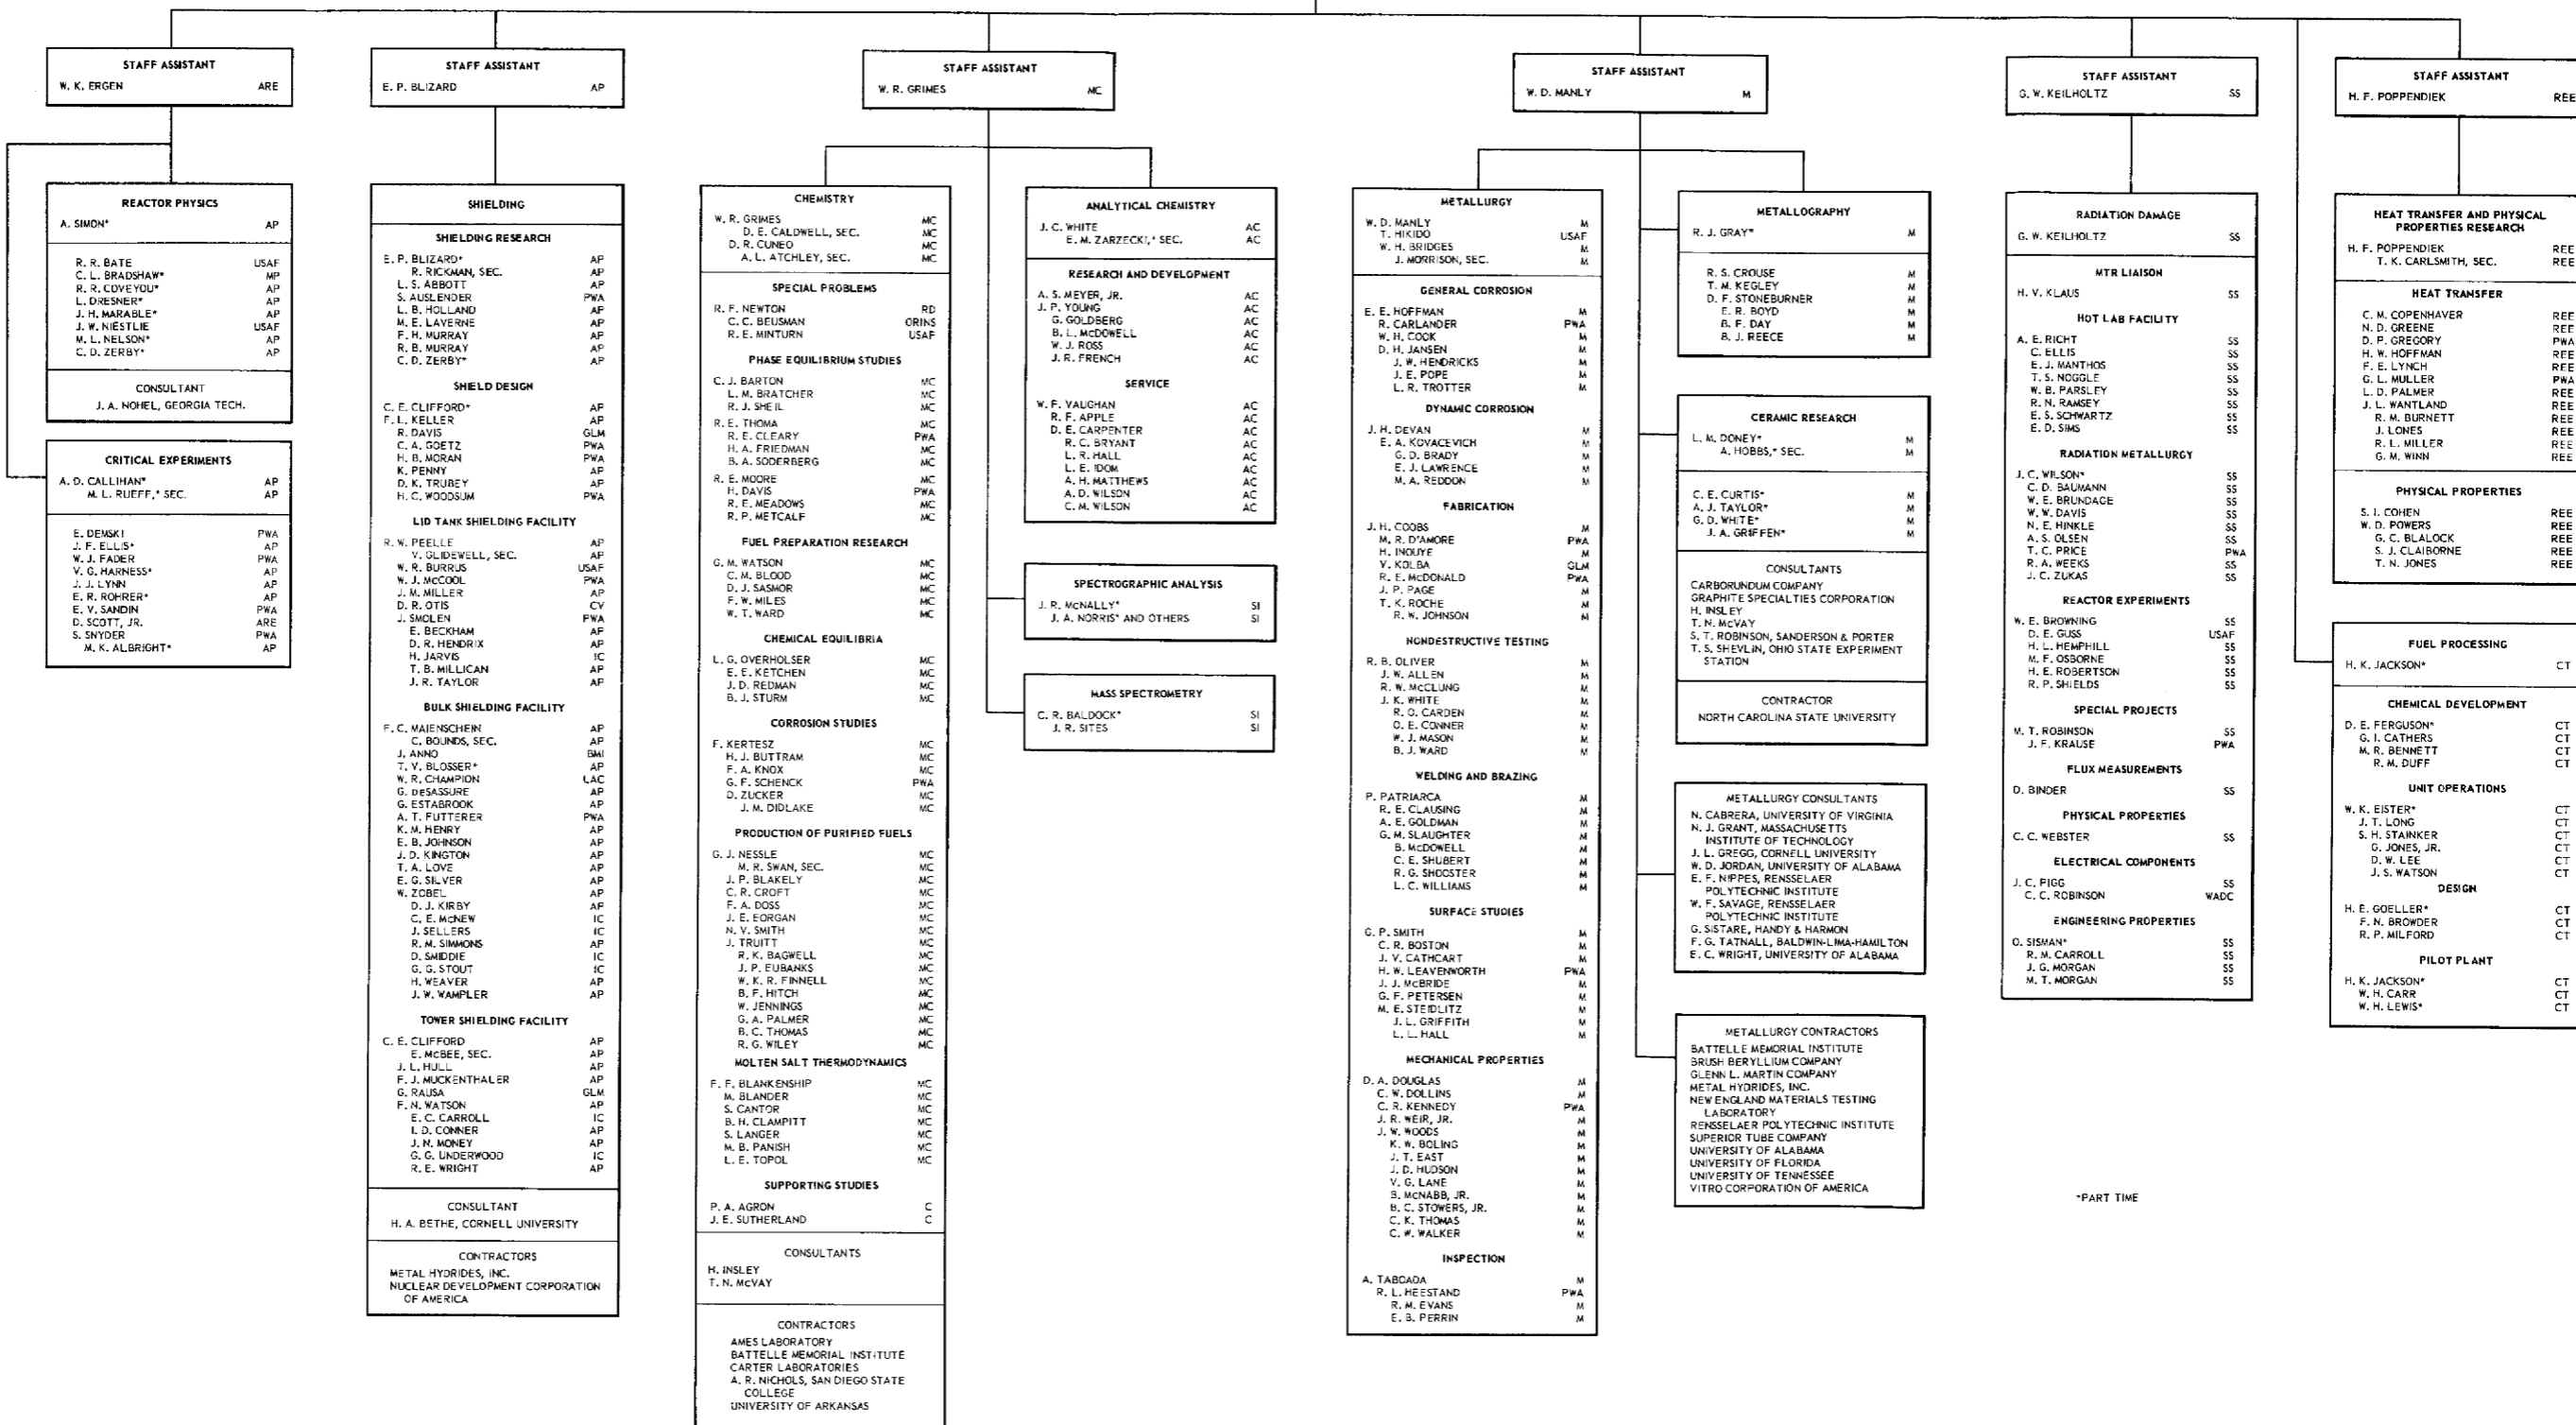 STAFF ASSISTANT
W. K. ERGEN ARE
REACTOR PHYSICS
A. SIMON* AP
R. R. BATE USAF
C. L. BRADSHAW* MP
R. R. COVEYOU* AP
L. DRESNER* AP
J. H. MARABLE* AP
J. W. NIESTLIE USAF
M. L. NELSON* AP
C. D. ZERBY* AP
CONSULTANT
J. A. NOHEL, GEORGIA TECH.
CRITICAL EXPERIMENTS
A. D. CALLIHAN* AP
M. L. RUEFF,* SEC. AP
E. DEMSKI PWA
J. F. ELLIS* AP
W. J. FADER PWA
V. G. HARNESS* AP
J. J. LYNN AP
E. R. ROHRER* AP
E. V. SANDIN PWA
D. SCOTT, JR. ARE
S. SNYDER PWA
M. K. ALBRIGHT* AP
STAFF ASSISTANT
E. P. BLIZARD AP
SHIELDING
SHIELDING RESEARCH
E. P. BLIZARD* AP
R. RICKMAN, SEC. AP
L. S. ABBOTT AP
S. AUSLENDER PWA
L. B. HOLLAND AP
M. E. LAVERNE AP
F. H. MURRAY AP
R. B. MURRAY AP
C. D. ZERBY* AP
SHIELD DESIGN
C. E. CLIFFORD* AP
F. L. KELLER AP
R. DAVIS GLM
C. A. GOETZ PWA
H. B. MORAN PWA
K. PENNY AP
D. K. TRUBEY AP
H. C. WOODSUM PWA
LID TANK SHIELDING FACILITY
R. W. PEELLE AP
V. GLIDEWELL, SEC. AP
W. R. BURRUS USAF
W. J. McCOOL PWA
J. M. MILLER AP
D. R. OTIS CV
J. SMOLEN PWA
E. BECKHAM AP
D. R. HENDRIX AP
H. JARVIS IC
T. B. MILLICAN AP
J. R. TAYLOR AP
BULK SHIELDING FACILITY
F. C. MAIENSCHEIN AP
C. BOUNDS, SEC. AP
J. ANNO BMI
T. V. BLOSSER* AP
W. R. CHAMPION LAC
G. DeSASSURE AP
G. ESTABROOK AP
A. T. FUTTERER PWA
K. M. HENRY AP
E. B. JOHNSON AP
J. D. KINGTON AP
T. A. LOVE AP
E. G. SILVER AP
W. ZOBEL AP
D. J. KIRBY AP
C. E. McNEW IC
J. SELLERS IC
R. M. SIMMONS AP
D. SMIDDIE IC
G. G. STOUT IC
H. WEAVER AP
J. W. WAMPLER AP
TOWER SHIELDING FACILITY
C. E. CLIFFORD AP
E. McBEE, SEC. AP
J. L. HULL AP
F. J. MUCKENTHALER AP
G. RAUSA GLM
F. N. WATSON AP
E. C. CARROLL IC
I. D. CONNER AP
J. N. MONEY AP
G. G. UNDERWOOD IC
R. E. WRIGHT AP
CONSULTANT
H. A. BETHE, CORNELL UNIVERSITY
CONTRACTORS
METAL HYDRIDES, INC.
NUCLEAR DEVELOPMENT CORPORATION
OF AMERICA
STAFF ASSISTANT
W. R. GRIMES MC
CHEMISTRY
W. R. GRIMES MC
D. E. CALDWELL, SEC. MC
D. R. CUNEO MC
A. L. ATCHLEY, SEC. MC
SPECIAL PROBLEMS
R. F. NEWTON RD
C. C. BEUSMAN ORINS
R. E. MINTURN USAF
PHASE EQUILIBRIUM STUDIES
C. J. BARTON MC
L. M. BRATCHER MC
R. J. SHEIL MC
R. E. THOMA MC
R. E. CLEARY PWA
H. A. FRIEDMAN MC
B. A. SODERBERG MC
R. E. MOORE MC
H. DAVIS PWA
R. E. MEADOWS MC
R. P. METCALF MC
FUEL PREPARATION RESEARCH
G. M. WATSON MC
C. M. BLOOD MC
D. J. SASMOR MC
F. W. MILES MC
W. T. WARD MC
CHEMICAL EQUILIBRIA
L. G. OVERHOLSER MC
E. E. KETCHEN MC
J. D. REDMAN MC
B. J. STURM MC
CORROSION STUDIES
F. KERTESZ MC
H. J. BUTTRAM MC
F. A. KNOX MC
G. F. SCHENCK PWA
D. ZUCKER MC
J. M. DIDLAKE MC
PRODUCTION OF PURIFIED FUELS
G. J. NESSLE MC
M. R. SWAN, SEC. MC
J. P. BLAKELY MC
C. R. CROFT MC
F. A. DOSS MC
J. E. EORGAN MC
N. V. SMITH MC
J. TRUITT MC
R. K. BAGWELL MC
J. P. EUBANKS MC
W. K. R. FINNELL MC
B. F. HITCH MC
W. JENNINGS MC
G. A. PALMER MC
B. C. THOMAS MC
R. G. WILEY MC
MOLTEN SALT THERMODYNAMICS
F. F. BLANKENSHIP MC
M. BLANDER MC
S. CANTOR MC
B. H. CLAMPITT MC
S. LANGER MC
M. B. PANISH MC
L. E. TOPOL MC
SUPPORTING STUDIES
P. A. AGRON C
J. E. SUTHERLAND C
CONSULTANTS
H. INSLEY
T. N. McVAY
CONTRACTORS
AMES LABORATORY
BATTELLE MEMORIAL INSTITUTE
CARTER LABORATORIES
A. R. NICHOLS, SAN DIEGO STATE
COLLEGE
UNIVERSITY OF ARKANSAS
ANALYTICAL CHEMISTRY
J. C. WHITE AC
E. M. ZARZECKI,* SEC. AC
RESEARCH AND DEVELOPMENT
A. S. MEYER, JR. AC
J. P. YOUNG AC
G. GOLDBERG AC
B. L. McDOWELL AC
W. J. ROSS AC
J. R. FRENCH AC
SERVICE
W. F. VAUGHAN AC
R. F. APPLE AC
D. E. CARPENTER AC
R. C. BRYANT AC
L. R. HALL AC
L. E. IDOM AC
A. H. MATTHEWS AC
A. D. WILSON AC
C. M. WILSON AC
SPECTROGRAPHIC ANALYSIS
J. R. McNALLY* SI
J. A. NORRIS* AND OTHERS SI
MASS SPECTROMETRY
C. R. BALDOCK* SI
J. R. SITES SI
STAFF ASSISTANT
W. D. MANLY M
METALLURGY
W. D. MANLY M
T. HIKIDO USAF
W. H. BRIDGES M
J. MORRISON, SEC. M
GENERAL CORROSION
E. E. HOFFMAN M
R. CARLANDER PWA
W. H. COOK M
D. H. JANSEN M
J. W. HENDRICKS M
J. E. POPE M
L. R. TROTTER M
DYNAMIC CORROSION
J. H. DEVAN M
E. A. KOVACEVICH M
G. D. BRADY M
E. J. LAWRENCE M
M. A. REDDON M
FABRICATION
J. H. COOBS M
M. R. D'AMORE PWA
H. INOUYE M
V. KOLBA GLM
R. E. McDONALD PWA
J. P. PAGE M
T. K. ROCHE M
R. W. JOHNSON M
NONDESTRUCTIVE TESTING
R. B. OLIVER M
J. W. ALLEN M
R. W. McCLUNG M
J. K. WHITE M
R. O. CARDEN M
O. E. CONNER M
W. J. MASON M
B. J. WARD M
WELDING AND BRAZING
P. PATRIARCA M
R. E. CLAUSING M
A. E. GOLDMAN M
G. M. SLAUGHTER M
B. McDOWELL M
C. E. SHUBERT M
R. G. SHOOSTER M
L. C. WILLIAMS M
SURFACE STUDIES
G. P. SMITH M
C. R. BOSTON M
J. V. CATHCART M
H. W. LEAVENWORTH PWA
J. J. McBRIDE M
G. F. PETERSEN M
M. E. STEIDLITZ M
J. L. GRIFFITH M
L. L. HALL M
MECHANICAL PROPERTIES
D. A. DOUGLAS M
C. W. DOLLINS M
C. R. KENNEDY PWA
J. R. WEIR, JR. M
J. W. WOODS M
K. W. BOLING M
J. T. EAST M
J. D. HUDSON M
V. G. LANE M
B. McNABB, JR. M
B. C. STOWERS, JR. M
C. K. THOMAS M
C. W. WALKER M
INSPECTION
A. TABOADA M
R. L. HEESTAND PWA
R. M. EVANS M
E. B. PERRIN M
METALLOGRAPHY
R. J. GRAY* M
R. S. CROUSE M
T. M. KEGLEY M
D. F. STONEBURNER M
E. R. BOYD M
B. F. DAY M
B. J. REECE M
CERAMIC RESEARCH
L. M. DONEY* M
A. HOBBS,* SEC. M
C. E. CURTIS* M
A. J. TAYLOR* M
G. D. WHITE* M
J. A. GRIFFEN* M
CONSULTANTS
CARBORUNDUM COMPANY
GRAPHITE SPECIALTIES CORPORATION
H. INSLEY
T. N. McVAY
S. T. ROBINSON, SANDERSON & PORTER
T. S. SHEVLIN, OHIO STATE EXPERIMENT
STATION
CONTRACTOR
NORTH CAROLINA STATE UNIVERSITY
METALLURGY CONSULTANTS
N. CABRERA, UNIVERSITY OF VIRGINIA
N. J. GRANT, MASSACHUSETTS
INSTITUTE OF TECHNOLOGY
J. L. GREGG, CORNELL UNIVERSITY
W. D. JORDAN, UNIVERSITY OF ALABAMA
E. F. NIPPES, RENSSELAER
POLYTECHNIC INSTITUTE
W. F. SAVAGE, RENSSELAER
POLYTECHNIC INSTITUTE
G. SISTARE, HANDY & HARMON
F. G. TATNALL, BALDWIN-LIMA-HAMILTON
E. C. WRIGHT, UNIVERSITY OF ALABAMA
METALLURGY CONTRACTORS
BATTELLE MEMORIAL INSTITUTE
BRUSH BERYLLIUM COMPANY
GLENN L. MARTIN COMPANY
METAL HYDRIDES, INC.
NEW ENGLAND MATERIALS TESTING
LABORATORY
RENSSELAER POLYTECHNIC INSTITUTE
SUPERIOR TUBE COMPANY
UNIVERSITY OF ALABAMA
UNIVERSITY OF FLORIDA
UNIVERSITY OF TENNESSEE
VITRO CORPORATION OF AMERICA
STAFF ASSISTANT
G. W. KEILHOLTZ SS
RADIATION DAMAGE
G. W. KEILHOLTZ SS
MTR LIAISON
H. V. KLAUS SS
HOT LAB FACILITY
A. E. RICHT SS
C. ELLIS SS
E. J. MANTHOS SS
T. S. NOGGLE SS
W. B. PARSLEY SS
R. N. RAMSEY SS
E. S. SCHWARTZ SS
E. D. SIMS SS
RADIATION METALLURGY
J. C. WILSON* SS
C. D. BAUMANN SS
W. E. BRUNDAGE SS
W. W. DAVIS SS
N. E. HINKLE SS
A. S. OLSEN SS
T. C. PRICE PWA
R. A. WEEKS SS
J. C. ZUKAS SS
REACTOR EXPERIMENTS
W. E. BROWNING SS
D. E. GUSS USAF
H. L. HEMPHILL SS
M. F. OSBORNE SS
H. E. ROBERTSON SS
R. P. SHIELDS SS
SPECIAL PROJECTS
M. T. ROBINSON SS
J. F. KRAUSE PWA
FLUX MEASUREMENTS
D. BINDER SS
PHYSICAL PROPERTIES
C. C. WEBSTER SS
ELECTRICAL COMPONENTS
J. C. PIGG SS
C. C. ROBINSON WADC
ENGINEERING PROPERTIES
O. SISMAN* SS
R. M. CARROLL SS
J. G. MORGAN SS
M. T. MORGAN SS
*PART TIME
STAFF ASSISTANT
H. F. POPPENDIEK REE
HEAT TRANSFER AND PHYSICAL
PROPERTIES RESEARCH
H. F. POPPENDIEK REE
T. K. CARLSMITH, SEC. REE
HEAT TRANSFER
C. M. COPENHAVER REE
N. D. GREENE REE
D. P. GREGORY PWA
H. W. HOFFMAN REE
F. E. LYNCH REE
G. L. MULLER PWA
L. D. PALMER REE
J. L. WANTLAND REE
R. M. BURNETT REE
J. LONES REE
R. L. MILLER REE
G. M. WINN REE
PHYSICAL PROPERTIES
S. I. COHEN REE
W. D. POWERS REE
G. C. BLALOCK REE
S. J. CLAIBORNE REE
T. N. JONES REE
FUEL PROCESSING
H. K. JACKSON* CT
CHEMICAL DEVELOPMENT
D. E. FERGUSON* CT
G. I. CATHERS CT
M. R. BENNETT CT
R. M. DUFF CT
UNIT OPERATIONS
W. K. EISTER* CT
J. T. LONG CT
S. H. STAINKER CT
G. JONES, JR. CT
D. W. LEE CT
J. S. WATSON CT
DESIGN
H. E. GOELLER* CT
F. N. BROWDER CT
R. P. MILFORD CT
PILOT PLANT
H. K. JACKSON* CT
W. H. CARR CT
W. H. LEWIS* CT